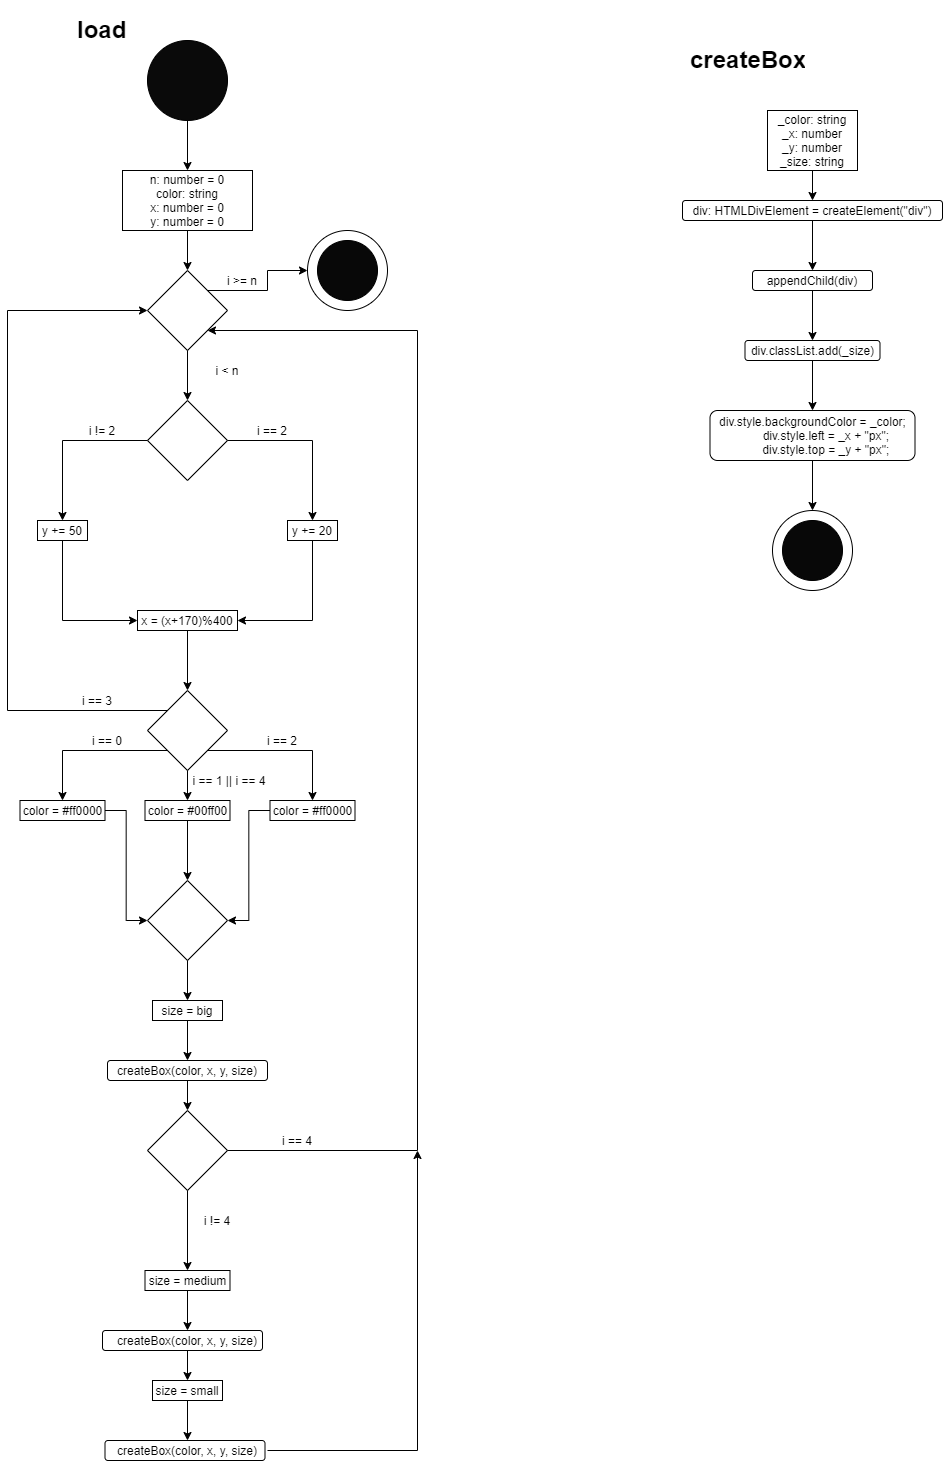 load
n: number = 0
color: string
x: number = 0
y: number = 0
i >= n
i < n
i != 2
i == 2
y += 50
y += 20
x = (x+170)%400
i == 3
i == 0
i == 2
i == 1 || i == 4
color = #ff0000
color = #00ff00
color = #ff0000
size = big
createBox(color, x, y, size)
i == 4
i != 4
size = medium
createBox(color, x, y, size)
size = small
createBox(color, x, y, size)
createBox
_color: string
_x: number
_y: number
_size: string
div: HTMLDivElement = createElement("div")
appendChild(div)
div.classList.add(_size)
div.style.backgroundColor = _color;
div.style.left = _x + "px";
div.style.top = _y + "px";